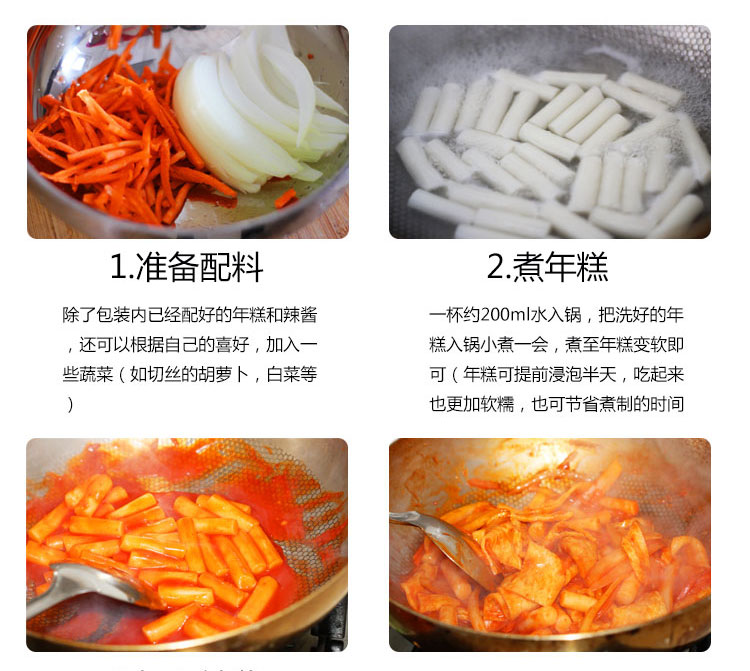 1.准备配料
除了包装内已经配好的年糕和辣酱
，还可以根据自己的喜好，加入一
些蔬菜（如切丝的胡萝卜，白菜等
）
2.煮年糕
一杯约200ml水入锅，把洗好的年
糕入锅小煮一会，煮至年糕变软即
可（年糕可提前浸泡半天，吃起来
也更加软糯，也可节省煮制的时间